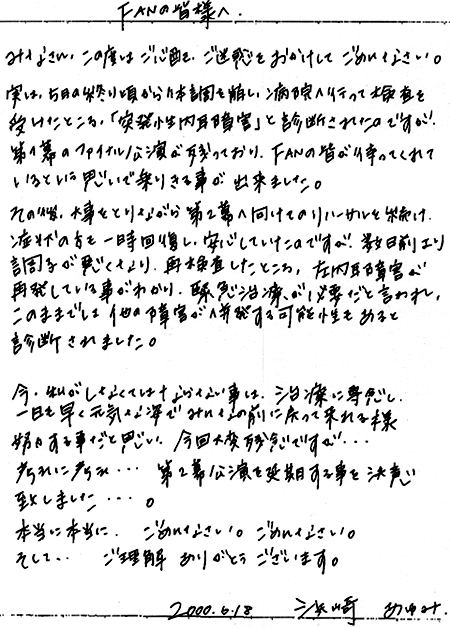 FANの皆様へ.
みなさん、この度はご心配を、ご迷惑をおかけして ごめんなさい。
実は、5月の終り頃から体調を崩し、病院へ行って検査を
受けたところ、「突発性内耳障害」と診断されたのですが、
第1幕のファイナル公演が残っており、FANの皆が待ってくれて
いるという思いで乗りきる事が出来ました。
その後、大事をとりながら第2幕へ向けてのリハーサルを続け、
症状の方も一時回復し、安心していたのですが、数日前より
調子が悪くなり、再検査したところ、左内耳障害が
再発している事がわかり、緊急治療が必要だと言われ、
このままでは他の障害が併発する可能性もあると
診断されました。
今、私がしなくてはならない事は、治療に専念し、
一日も早く元気な姿でみんなの前に戻って来れる様
努力する事だと思い、今回大変残念ですが・・・
考えに考え・・・ 第2幕公演を延期する事を決意
致しました・・・。
本当に本当に、 ごめんなさい。ごめんなさい。
そして・・ ご理解 ありがとうございます。
2000.6.18 浜崎 あゆみ.